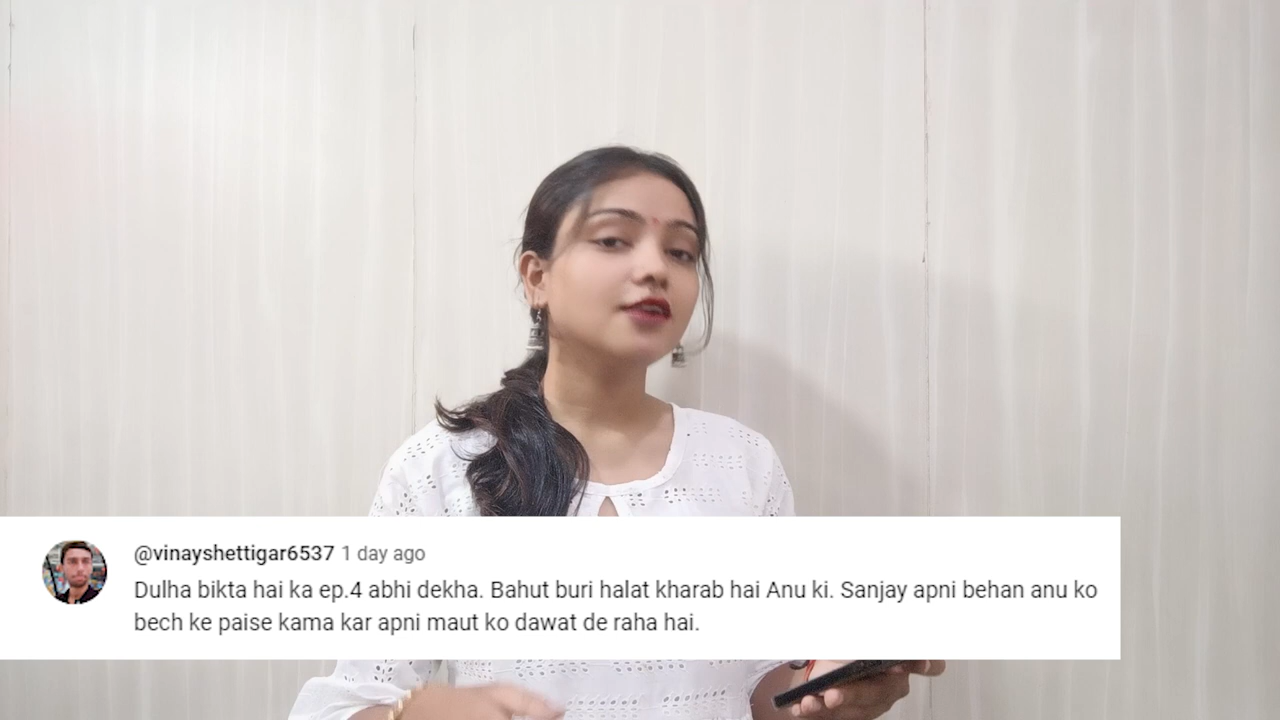 @vinayshettigar6537 1 day ago
Dulha bikta hai ka ep.4 abhi dekha. Bahut buri halat kharab hai Anu ki. Sanjay apni behan anu ko
bech ke paise kama kar apni maut ko dawat de raha hai.